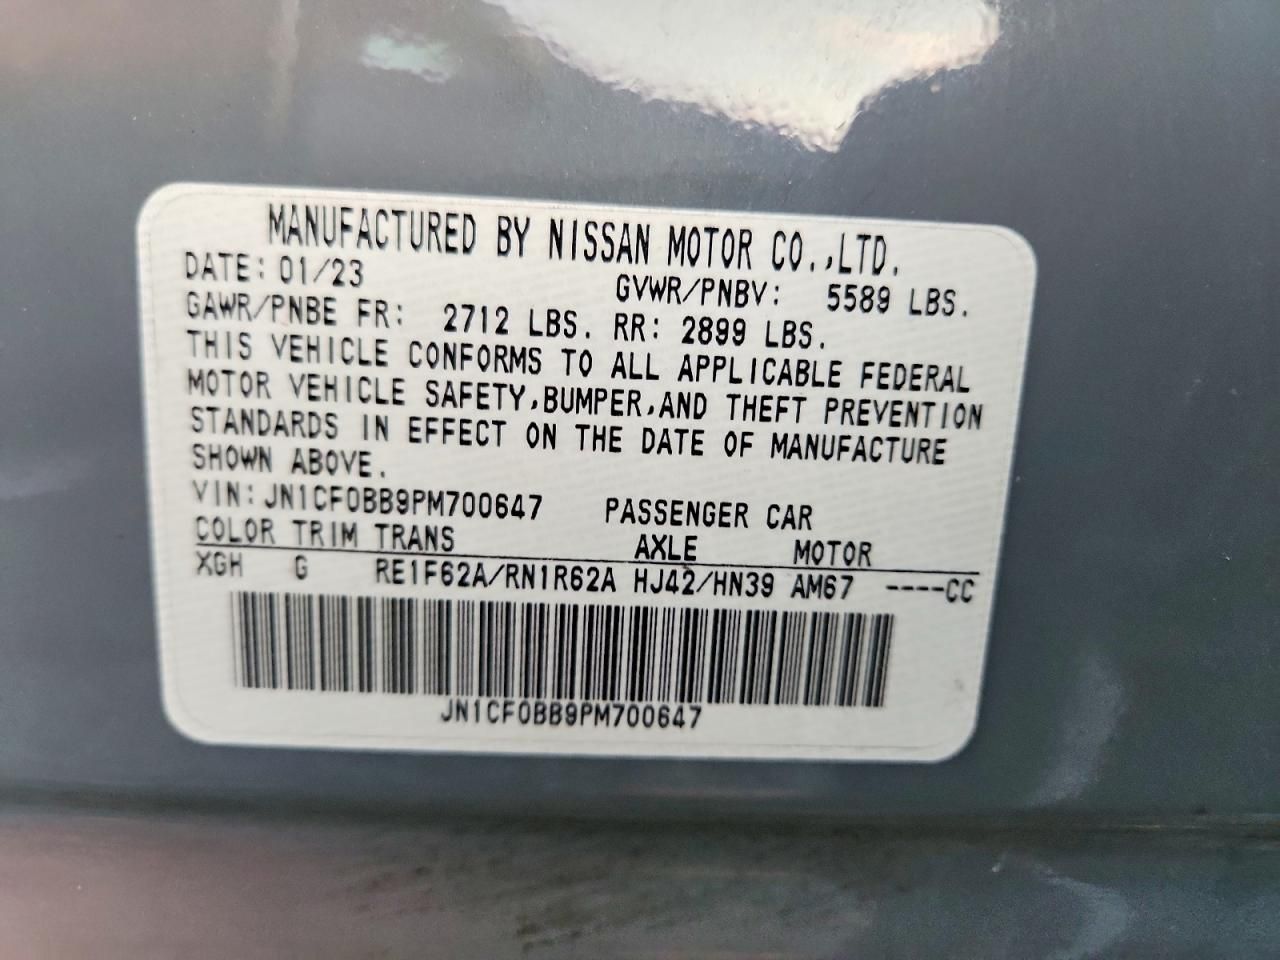 MANUFACTURED BY NISSAN MOTOR CO.,LTD.
DATE: 01/23 GVWR/PNBV: 5589 LBS.
GAWR/PNBE FR: 2712 LBS. RR: 2899 LBS.
THIS VEHICLE CONFORMS TO ALL APPLICABLE FEDERAL
MOTOR VEHICLE SAFETY,BUMPER,AND THEFT PREVENTION
STANDARDS IN EFFECT ON THE DATE OF MANUFACTURE
SHOWN ABOVE.
VIN:JN1CF0BB9PM700647 PASSENGER CAR
COLOR TRIM TRANS AXLE MOTOR
XGH G RE1F62A/RN1R62A HJ42/HN39 AM67 ----CC
JN1CF0BB9PM700647